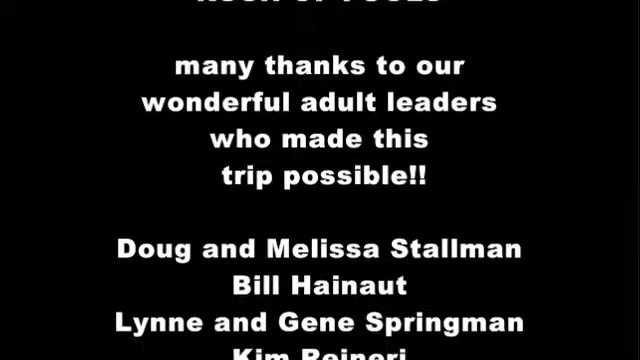 many thanks to our
wonderful adult leaders
who made this
trip possible!!
Doug and Melissa Stallman
Bill Hainaut
Lynne and Gene Springman
Kim